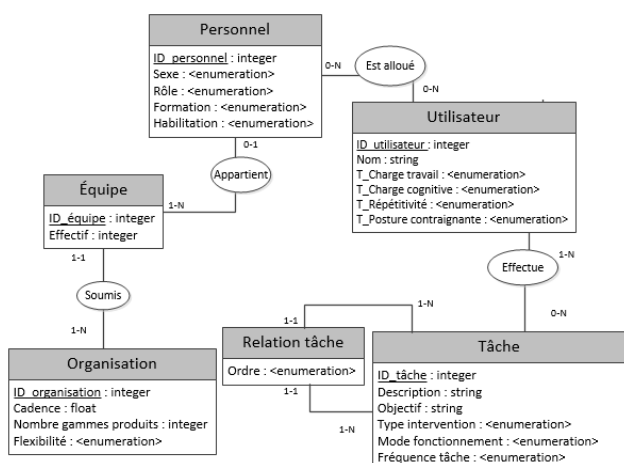 Personnel
ID_personnel : integer
Sexe : <enumeration>
Rôle : <enumeration>
Formation : <enumeration>
Habilitation : <enumeration>
0-N
Est alloué
0-N
Utilisateur
ID_utilisateur : integer
Nom : string
T_Charge travail : <enumeration>
T_Charge cognitive : <enumeration>
T_Répétitivité : <enumeration>
T_Posture contraignante : <enumeration>
0-1
Appartient
1-N
Équipe
ID_équipe : integer
Effectif : integer
1-1
Soumis
1-N
Organisation
ID_organisation : integer
Cadence : float
Nombre gammes produits : integer
Flexibilité : <enumeration>
1-N
Effectue
0-N
1-N
1-1
Relation tâche
Ordre : <enumeration>
1-1
1-N
Tâche
ID_tâche : integer
Description : string
Objectif : string
Type intervention : <enumeration>
Mode fonctionnement : <enumeration>
Fréquence tâche : <enumeration>